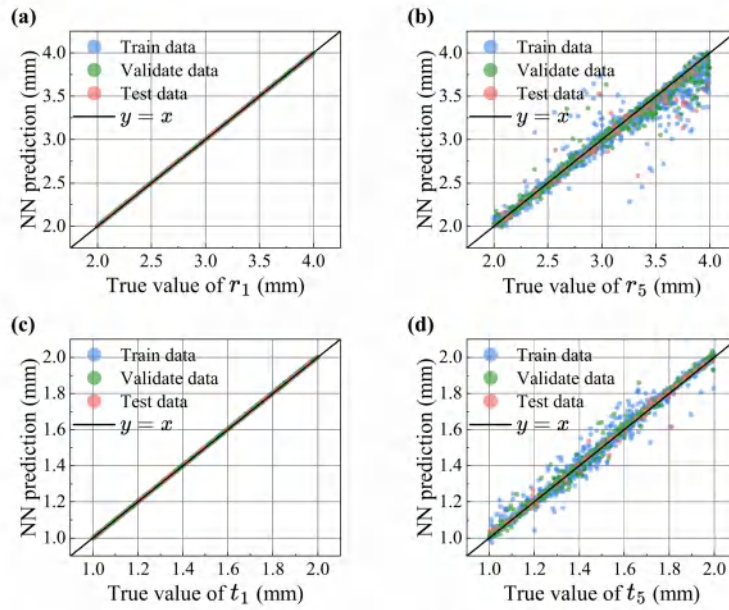 (a)
NN prediction (mm)
4.0
3.5
3.0
2.5
2.0
Train data
Validate data
Test data
y = x
2.0 2.5 3.0 3.5 4.0
True value of r₁ (mm)
(b)
NN prediction (mm)
4.0
3.5
3.0
2.5
2.0
Train data
Validate data
Test data
y = x
2.0 2.5 3.0 3.5 4.0
True value of r₅ (mm)
(c)
NN prediction (mm)
2.0
1.8
1.6
1.4
1.2
1.0
Train data
Validate data
Test data
y = x
1.0 1.2 1.4 1.6 1.8 2.0
True value of t₁ (mm)
(d)
NN prediction (mm)
2.0
1.8
1.6
1.4
1.2
1.0
Train data
Validate data
Test data
y = x
1.0 1.2 1.4 1.6 1.8 2.0
True value of t₅ (mm)